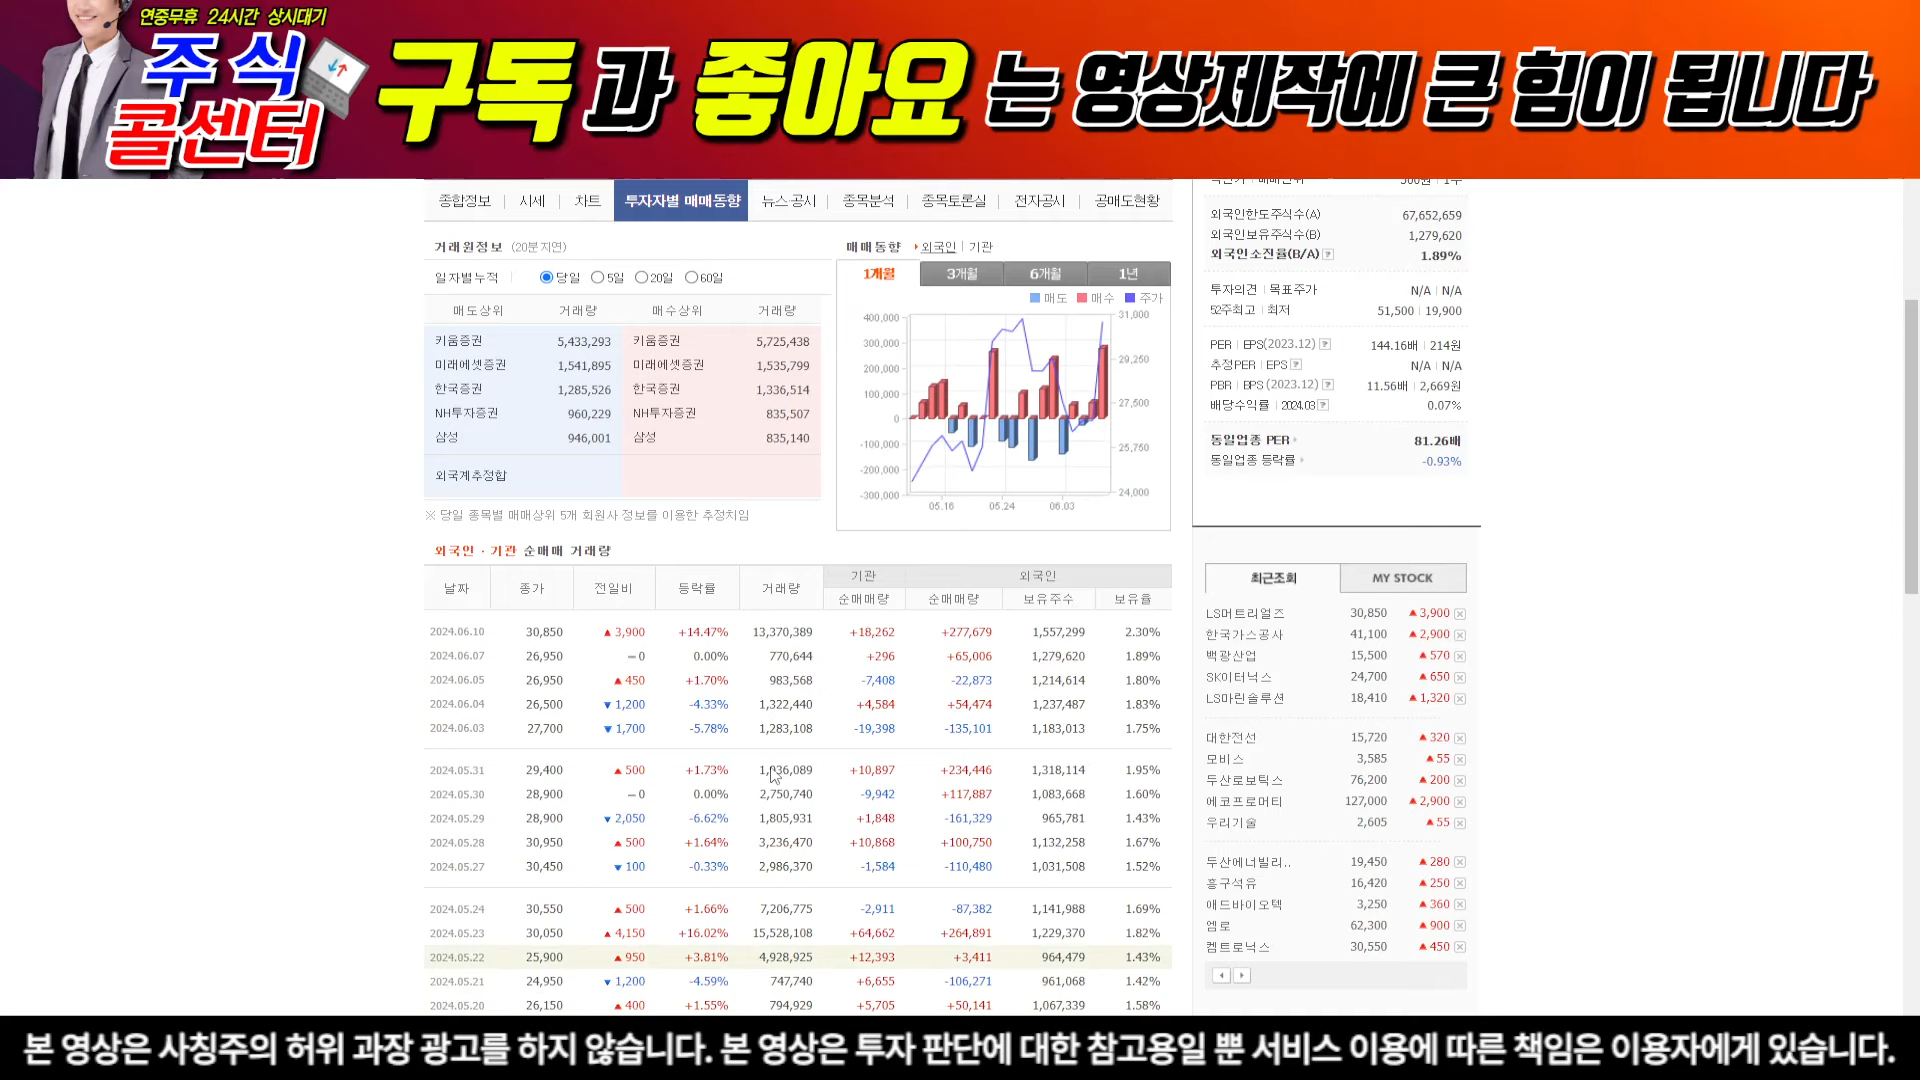 연중무휴 24시간 상시대기
주식
콜센터
구독과 좋아요는 영상제작에 큰 힘이 됩니다
종합정보 시세 차트 투자자별 매매동향 뉴스·공시 종목분석 종목토론실 전자공시 공매도현황
거래원정보 (20분지연)
일자별누적 당일 5일 20일 60일
매도상위 거래량 매수상위 거래량
키움증권 5,433,293 키움증권 5,725,438
미래에셋증권 1,541,895 미래에셋증권 1,535,799
한국증권 1,285,526 한국증권 1,336,514
NH투자증권 960,229 NH투자증권 835,507
삼성 946,001 삼성 835,140
외국계추정합
※ 당일 종목별 매매상위 5개 회원사 정보를 이용한 추정치임
매매동향 외국인 기관
1개월 3개월 6개월 1년
매도 매수 주가
400,000 31,000
300,000
200,000 29,250
100,000 27,500
0
-100,000 25,750
-200,000
-300,000 24,000
05.16 05.24 06.03
외국인·기관 순매매 거래량
날짜 종가 전일비 등락률 거래량 기관 외국인
순매매량 순매매량 보유주수 보유율
2024.06.10 30,850 ▲3,900 +14.47% 13,370,389 +18,262 +277,679 1,557,299 2.30%
2024.06.07 26,950 0 0.00% 770,644 +296 +65,006 1,279,620 1.89%
2024.06.05 26,950 ▲450 +1.70% 983,568 -7,408 -22,873 1,214,614 1.80%
2024.06.04 26,500 ▼1,200 -4.33% 1,322,440 +4,584 +54,474 1,237,487 1.83%
2024.06.03 27,700 ▼1,700 -5.78% 1,283,108 -19,398 -135,101 1,183,013 1.75%
2024.05.31 29,400 ▲500 +1.73% +10,897 +234,446 1,318,114 1.95%
2024.05.30 28,900 0 0.00% 2,750,740 -9,942 +117,887 1,083,668 1.60%
2024.05.29 28,900 ▼2,050 -6.62% 1,805,931 +1,848 -161,329 965,781 1.43%
2024.05.28 30,950 ▲500 +1.64% 3,236,470 +10,868 +100,750 1,132,258 1.67%
2024.05.27 30,450 ▼100 -0.33% 2,986,370 -1,584 -110,480 1,031,508 1.52%
2024.05.24 30,550 ▲500 +1.66% 7,206,775 -2,911 -87,382 1,141,988 1.69%
2024.05.23 30,050 ▲4,150 +16.02% 15,528,108 +64,662 +264,891 1,229,370 1.82%
2024.05.22 25,900 ▲950 +3.81% 4,928,925 +12,393 +3,411 964,479 1.43%
2024.05.21 24,950 ▼1,200 -4.59% 747,740 +6,655 -106,271 961,068 1.42%
2024.05.20 26,150 ▲400 +1.55% 794,929 +5,705 +50,141 1,067,339 1.58%
외국인한도주식수(A) 67,652,659
외국인보유주식수(B) 1,279,620
외국인소진율(B/A) 1.89%
투자의견 목표주가 N/A N/A
52주최고 최저 51,500 19,900
PER EPS(2023.12) 144.16배 214원
추정PER EPS N/A N/A
PBR BPS (2023.12) 11.56배 2,669원
배당수익률 2024.03 0.07%
동일업종 PER 81.26배
동일업종 등락률 -0.93%
최근조회 MY STOCK
LS머트리얼즈 30,850 ▲3,900
한국가스공사 41,100 ▲2,900
백광산업 15,500 ▲570
SK이터닉스 24,700 ▲650
LS마린솔루션 18,410 ▲1,320
대한전선 15,720 ▲320
모비스 3,585 ▲55
두산로보틱스 76,200 ▲200
에코프로머티 127,000 ▲2,900
우리기술 2,605 ▲55
두산에너빌리.. 19,450 ▲280
흥구석유 16,420 ▲250
애드바이오텍 3,250 ▲360
엠로 62,300 ▲900
켐트로닉스 30,550 ▲450
본 영상은 사칭주의 허위 과장 광고를 하지 않습니다. 본 영상은 투자 판단에 대한 참고용일 뿐 서비스 이용에 따른 책임은 이용자에게 있습니다.